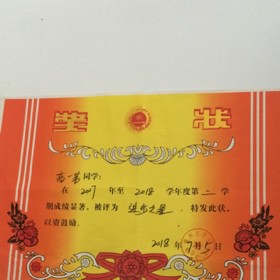 奖 状
同学：
在 2017 年至 2018 学年度第二学
期成绩显著，被评为 进步之星 ，特发此状，
以资鼓励。
2018 年 7 月 5 日